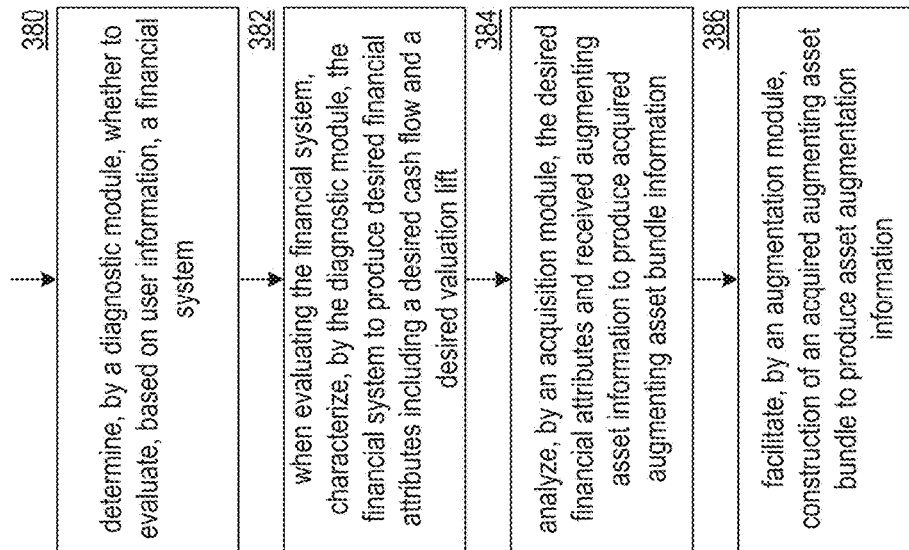 380
determine, by a diagnostic module, whether to
evaluate, based on user information, a financial
system
382
when evaluating the financial system,
characterize, by the diagnostic module, the
financial system to produce desired financial
attributes including a desired cash flow and a
desired valuation lift
384
analyze, by an acquisition module, the desired
financial attributes and received augmenting
asset information to produce acquired
augmenting asset bundle information
386
facilitate, by an augmentation module,
construction of an acquired augmenting asset
bundle to produce asset augmentation
information